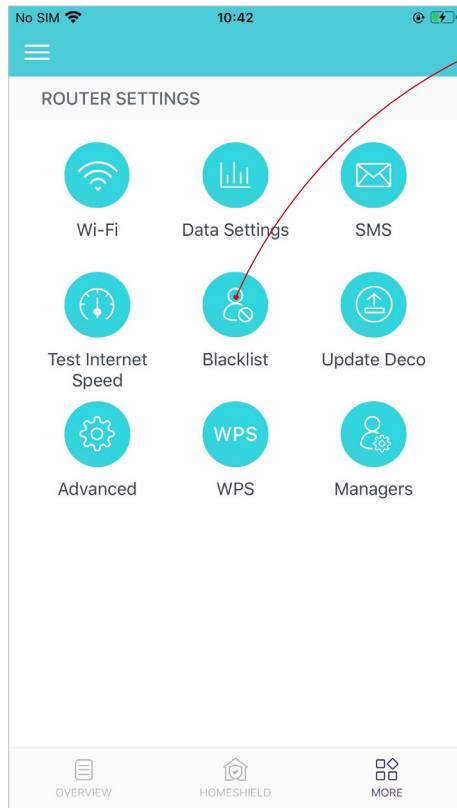 No SIM 10:42
ROUTER SETTINGS
Wi-Fi Data Settings SMS
Test Internet Speed Blacklist Update Deco
WPS
Advanced WPS Managers
OVERVIEW HOMESHIELD MORE